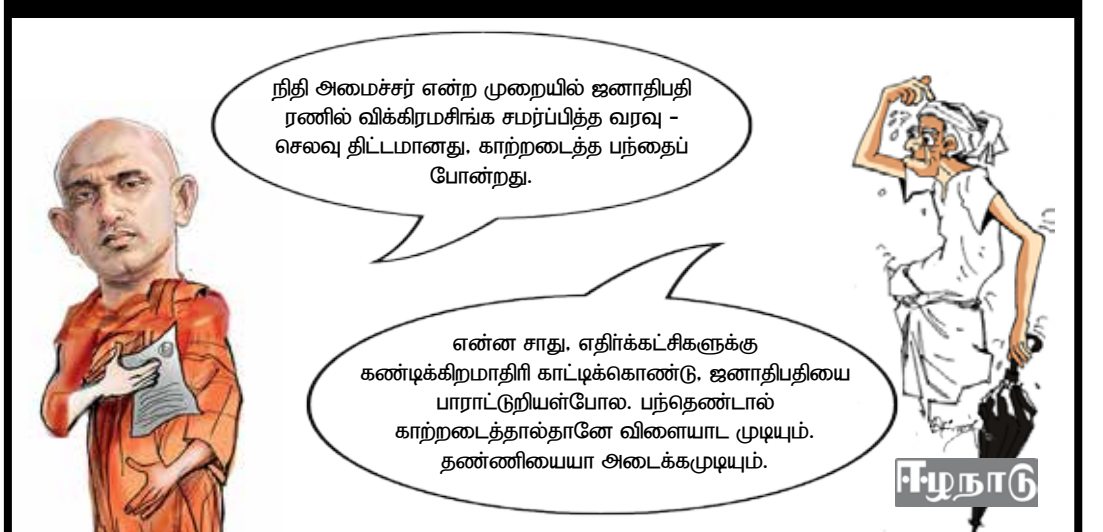 நிதி அமைச்சர் என்ற முறையில் ஜனாதிபதி
ரணில் விக்கிரமசிங்க சமர்ப்பித்த வரவு -
செலவு திட்டமானது, காற்றடைத்த பந்தைப்
போன்றது.
என்ன சாது, எதிர்க்கட்சிகளுக்கு
கண்டிக்கிறமாதிரி காட்டிக்கொண்டு, ஜனாதிபதியை
பாராட்டுறியள்போல. பந்தெண்டால்
காற்றடைத்தால்தானே விளையாட முடியும்.
தண்ணியையா அடைக்கமுடியும்.
ஈழநாடு